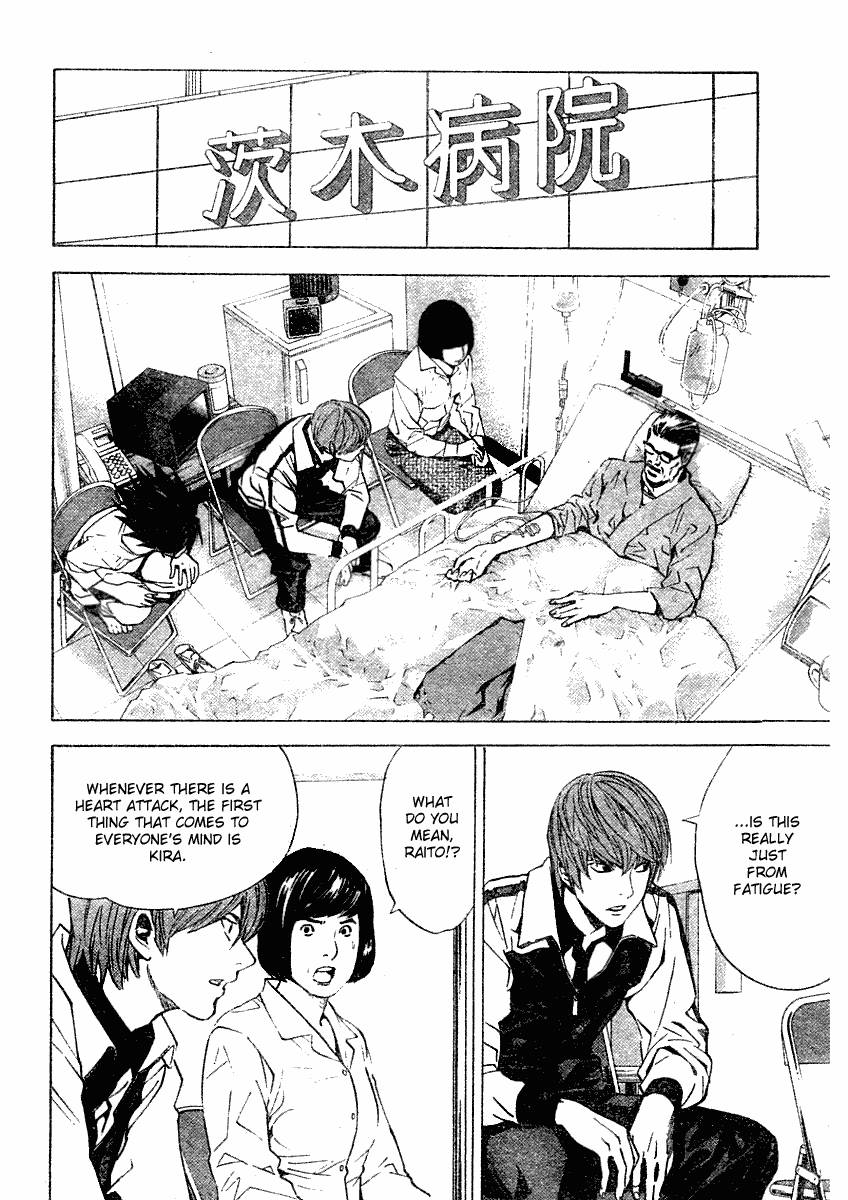 茨木病院
...IS THIS
REALLY
JUST
FROM
FATIGUE?
WHAT
DO YOU
MEAN,
RAITO!?
WHENEVER THERE IS A
HEART ATTACK, THE FIRST
THING THAT COMES TO
EVERYONE'S MIND IS
KIRA.